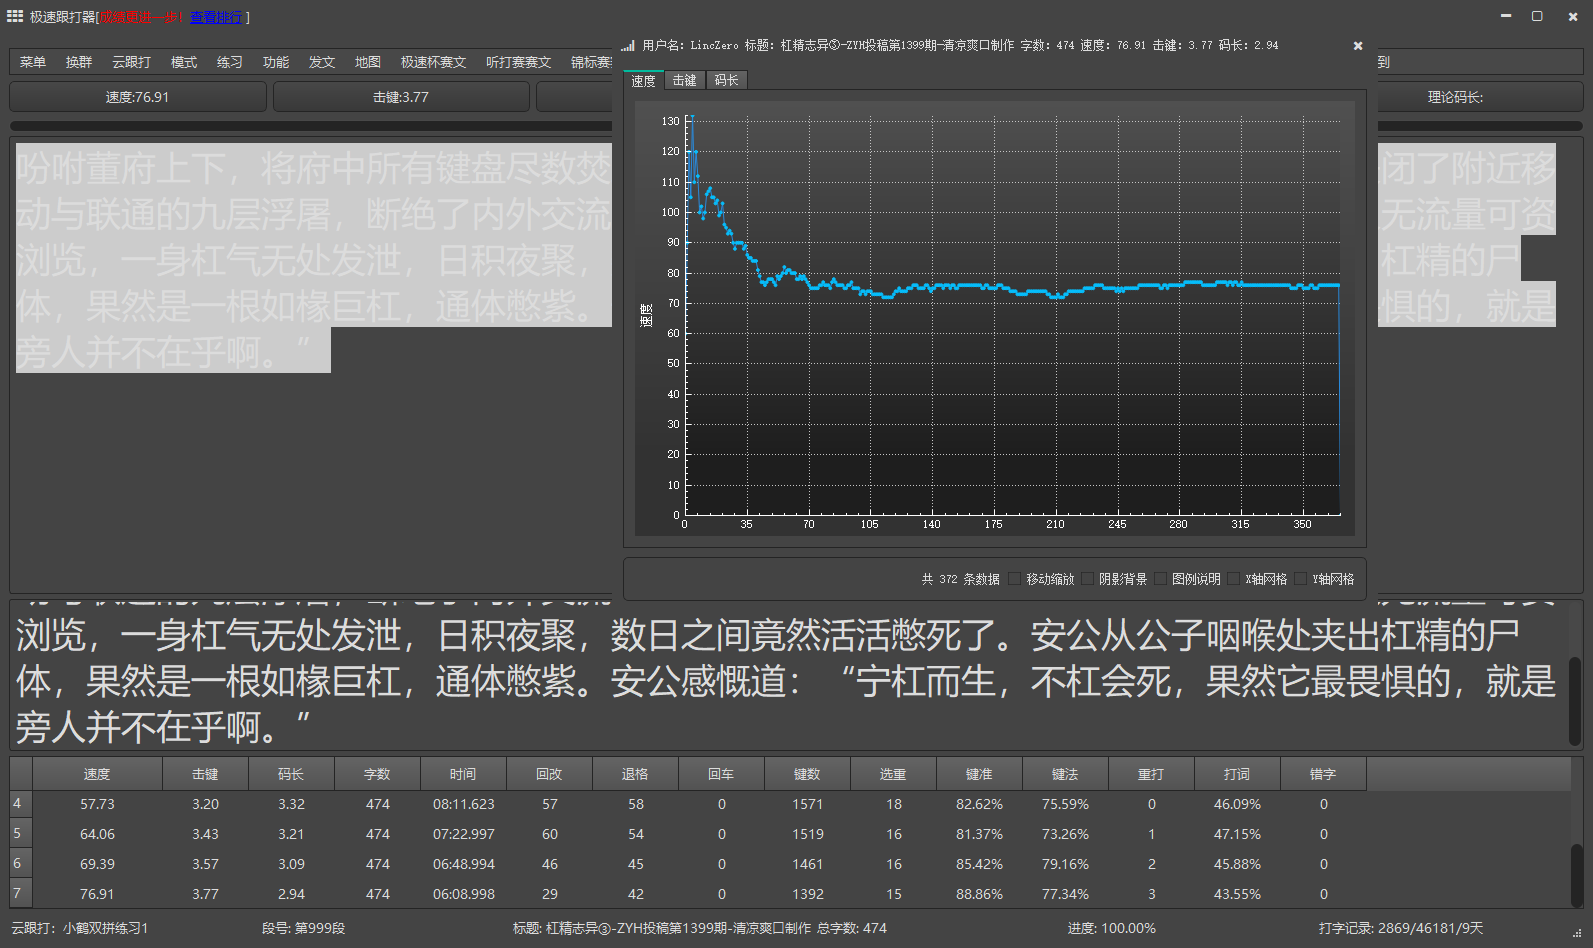 极速跟打器[成绩更进一步! 查看排行 ]
用户名: LincZero 标题: 杠精志异③-ZYH投稿第1399期-清凉爽口制作 字数: 474 速度: 76.91 击键: 3.77 码长: 2.94
菜单 换群 云跟打 模式 练习 功能 发文 地图 极速杯赛文 听打赛赛文 锦标赛 到
速度 击键 码长
速度:76.91 击键:3.77 理论码长:
130
120
110
100
90
80
70
60
50
40
30
20
10
0
速度
0 35 70 105 140 175 210 245 280 315 350
共 372 条数据 移动缩放 阴影背景 图例说明 X轴网格 Y轴网格
吩咐董府上下，将府中所有键盘尽数焚 闭了附近移
动与联通的九层浮屠，断绝了内外交流 无流量可资
浏览，一身杠气无处发泄，日积夜聚， 杠精的尸
体，果然是一根如椽巨杠，通体憋紫。 惧的，就是
旁人并不在乎啊。”
浏览，一身杠气无处发泄，日积夜聚，数日之间竟然活活憋死了。安公从公子咽喉处夹出杠精的尸
体，果然是一根如椽巨杠，通体憋紫。安公感慨道：“宁杠而生，不杠会死，果然它最畏惧的，就是
旁人并不在乎啊。”
速度 击键 码长 字数 时间 回改 退格 回车 键数 选重 键准 键法 重打 打词 错字
4 57.73 3.20 3.32 474 08:11.623 57 58 0 1571 18 82.62% 75.59% 0 46.09% 0
5 64.06 3.43 3.21 474 07:22.997 60 54 0 1519 16 81.37% 73.26% 1 47.15% 0
6 69.39 3.57 3.09 474 06:48.994 46 45 0 1461 16 85.42% 79.16% 2 45.88% 0
7 76.91 3.77 2.94 474 06:08.998 29 42 0 1392 15 88.86% 77.34% 3 43.55% 0
云跟打: 小鹤双拼练习1 段号: 第999段 标题: 杠精志异③-ZYH投稿第1399期-清凉爽口制作 总字数: 474 进度: 100.00% 打字记录: 2869/46181/9天